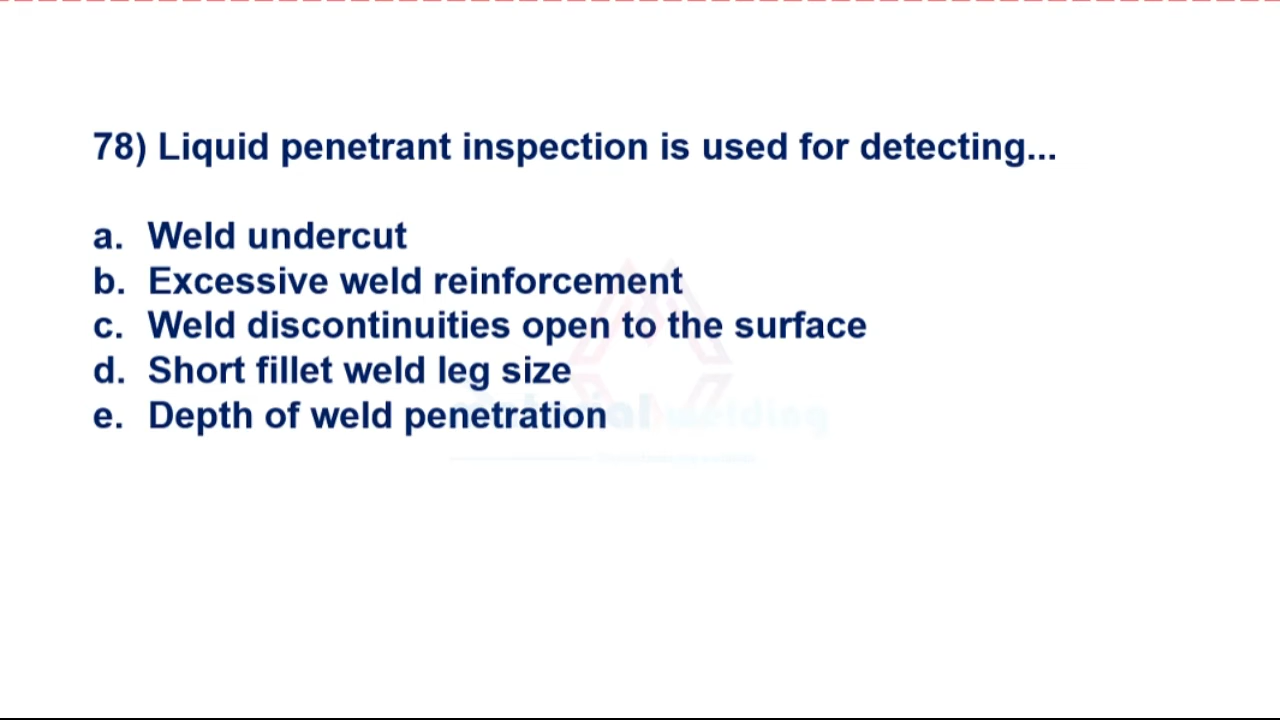 78) Liquid penetrant inspection is used for detecting...
a. Weld undercut
b. Excessive weld reinforcement
c. Weld discontinuities open to the surface
d. Short fillet weld leg size
e. Depth of weld penetration
welding